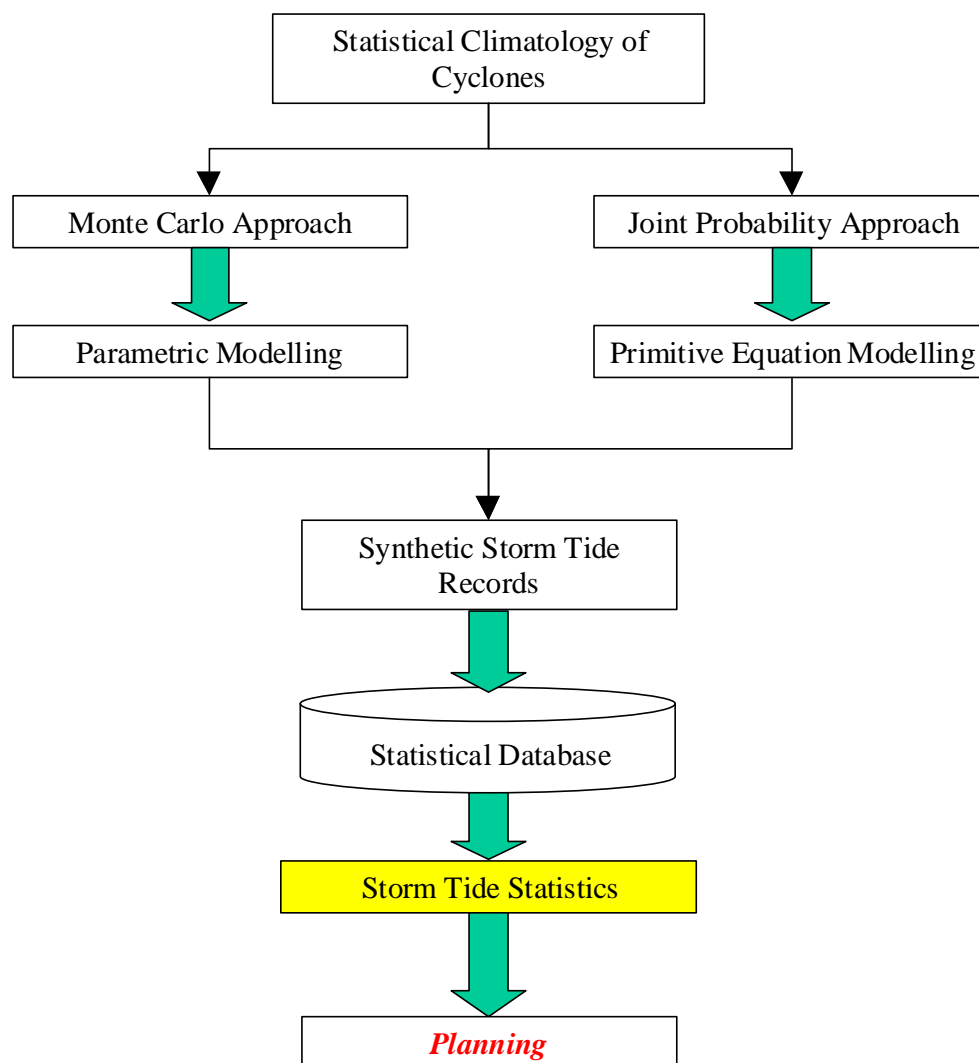 Statistical Climatology of
Cyclones
Monte Carlo Approach
Joint Probability Approach
Parametric Modelling
Primitive Equation Modelling
Synthetic Storm Tide
Records
Statistical Database
Storm Tide Statistics
Planning